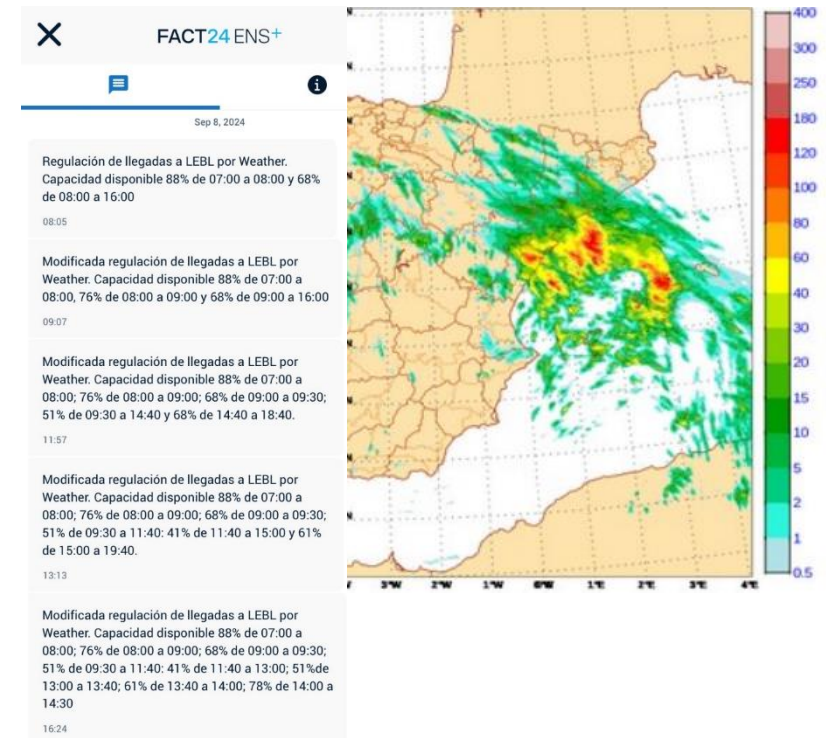 FACT24 ENS+
Sep 8, 2024
Regulación de llegadas a LEBL por Weather.
Capacidad disponible 88% de 07:00 a 08:00 y 68%
de 08:00 a 16:00
08:05
Modificada regulación de llegadas a LEBL por
Weather. Capacidad disponible 88% de 07:00 a
08:00, 76% de 08:00 a 09:00 y 68% de 09:00 a 16:00
09:07
Modificada regulación de llegadas a LEBL por
Weather. Capacidad disponible 88% de 07:00 a
08:00; 76% de 08:00 a 09:00; 68% de 09:00 a 09:30;
51% de 09:30 a 14:40 y 68% de 14:40 a 18:40.
11:57
Modificada regulación de llegadas a LEBL por
Weather. Capacidad disponible 88% de 07:00 a
08:00; 76% de 08:00 a 09:00; 68% de 09:00 a 09:30;
51% de 09:30 a 11:40: 41% de 11:40 a 15:00 y 61%
de 15:00 a 19:40.
13:13
Modificada regulación de llegadas a LEBL por
Weather. Capacidad disponible 88% de 07:00 a
08:00; 76% de 08:00 a 09:00; 68% de 09:00 a 09:30;
51% de 09:30 a 11:40: 41% de 11:40 a 13:00; 51%de
13:00 a 13:40; 61% de 13:40 a 14:00; 78% de 14:00 a
14:30
16:24
400
300
250
180
120
100
80
60
40
30
20
15
10
5
2
1
0.5
3°W 2°W 1°W 0°W 1°E 2°E 3°E 4°E